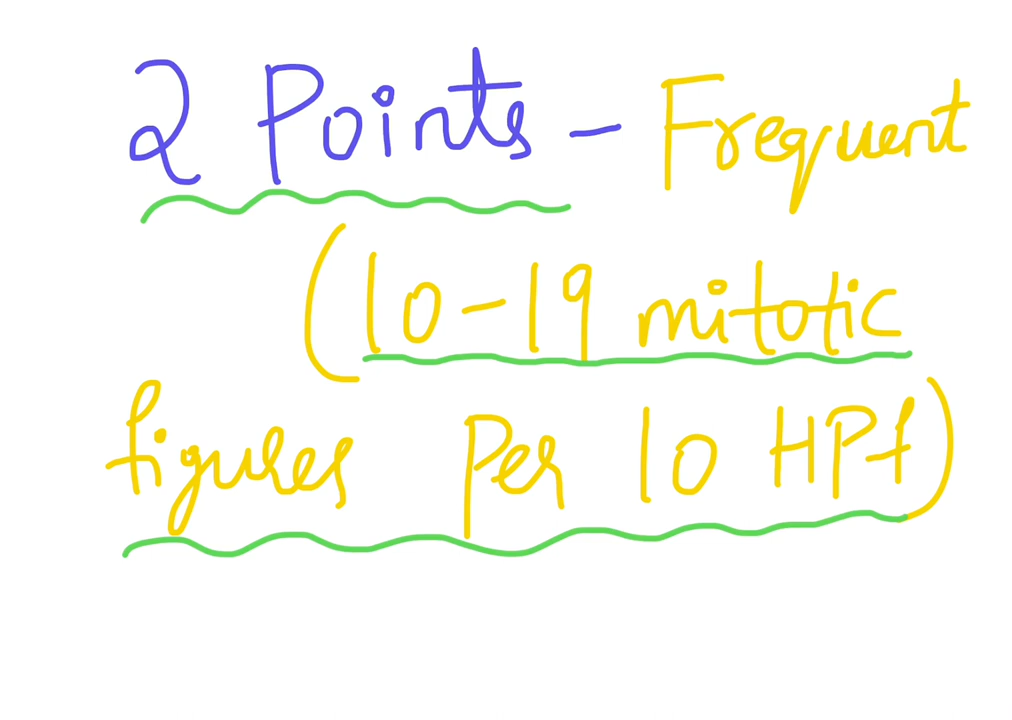 2 Points - Frequent
(10-19 mitotic
figures Per 10 HPf)